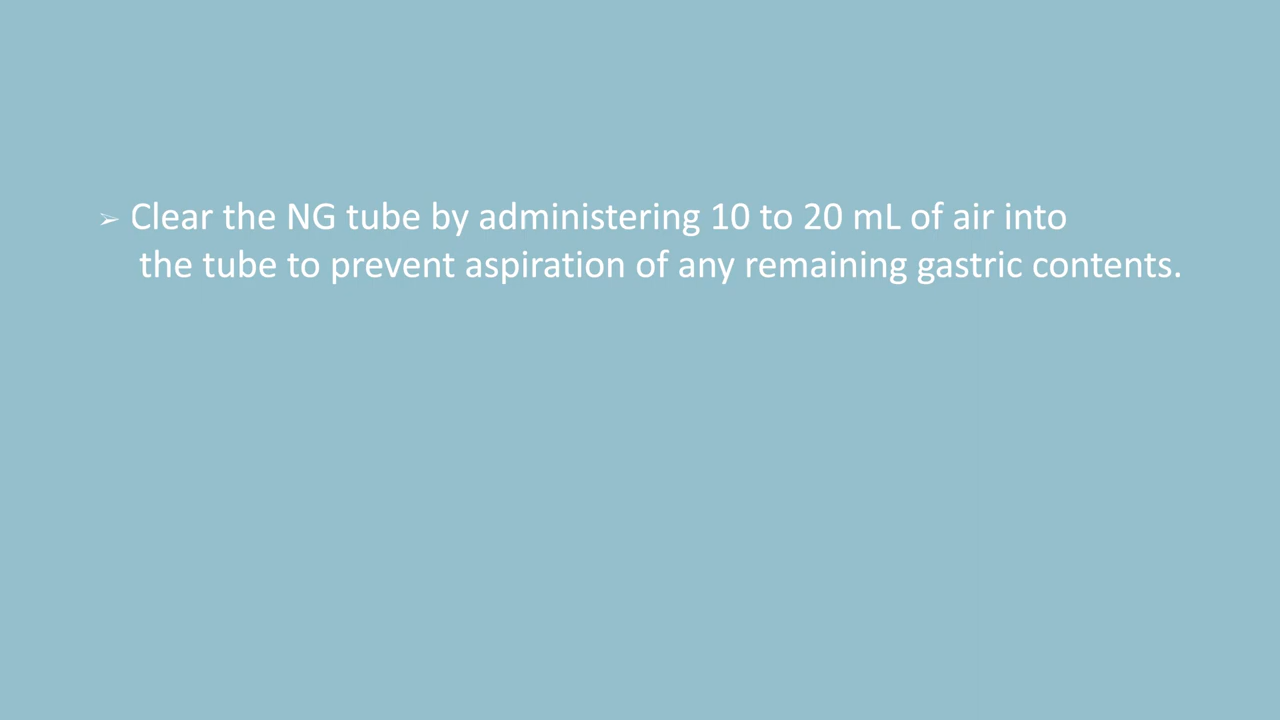 ➢ Clear the NG tube by administering 10 to 20 mL of air into
the tube to prevent aspiration of any remaining gastric contents.